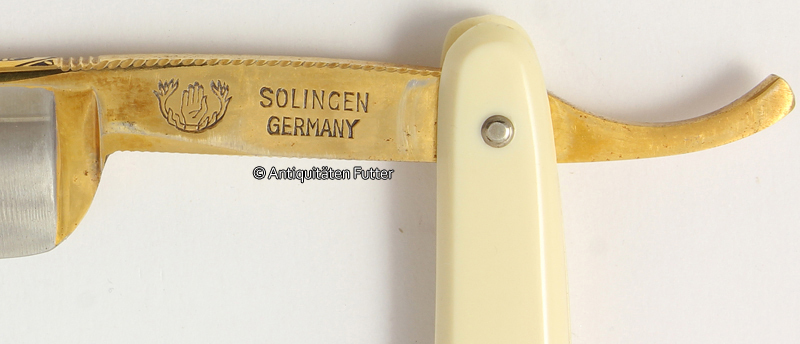 SOLINGEN
GERMANY
© Antiquitäten Futter